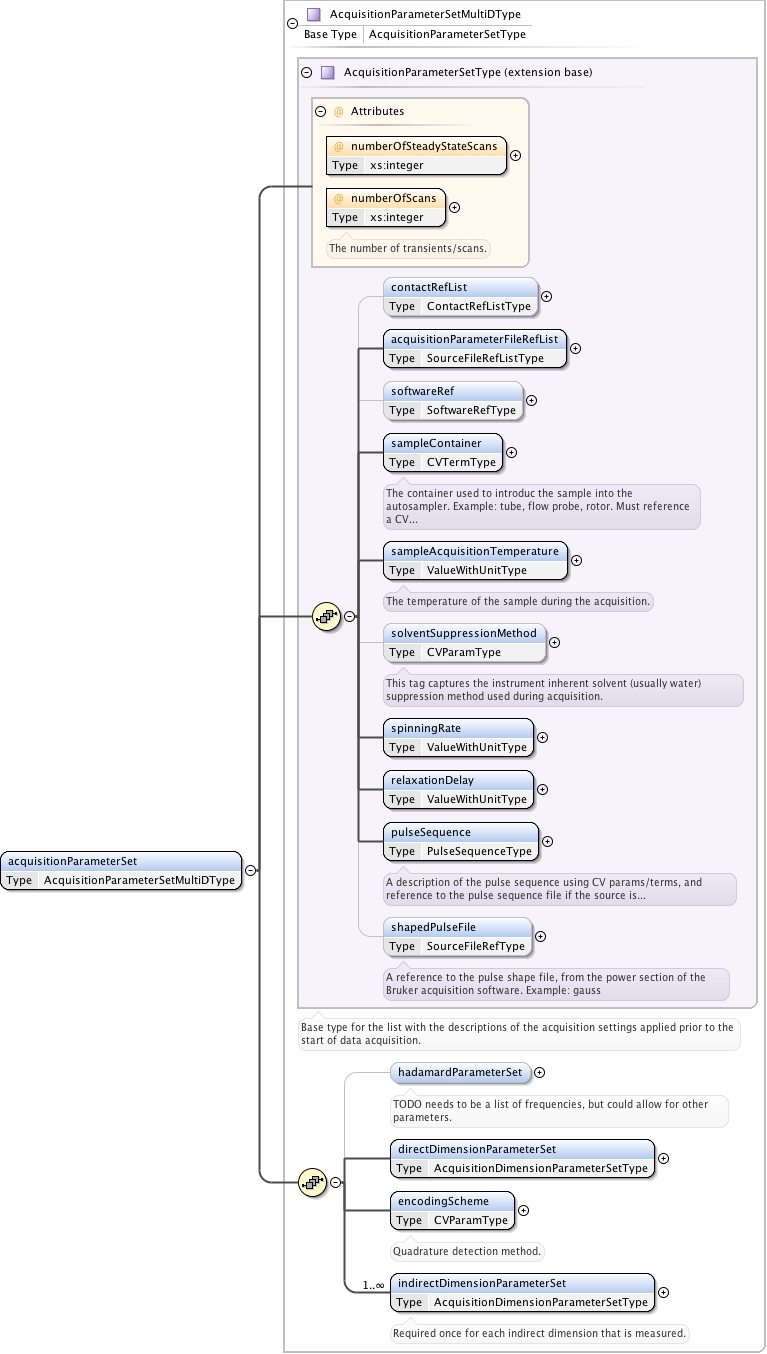 AcquisitionParameterSetMultiDType
Base Type AcquisitionParameterSetType
AcquisitionParameterSetType (extension base)
@ Attributes
@ numberOfSteadyStateScans
Type xs:integer
@ numberOfScans
Type xs:integer
The number of transients/scans.
contactRefList
Type ContactRefListType
acquisitionParameterFileRefList
Type SourceFileRefListType
softwareRef
Type SoftwareRefType
sampleContainer
Type CVTermType
The container used to introduc the sample into the
autosampler. Example: tube, flow probe, rotor. Must reference
a CV...
sampleAcquisitionTemperature
Type ValueWithUnitType
The temperature of the sample during the acquisition.
solventSuppressionMethod
Type CVParamType
This tag captures the instrument inherent solvent (usually water)
suppression method used during acquisition.
spinningRate
Type ValueWithUnitType
relaxationDelay
Type ValueWithUnitType
pulseSequence
Type PulseSequenceType
acquisitionParameterSet
Type AcquisitionParameterSetMultiDType
A description of the pulse sequence using CV params/terms, and
reference to the pulse sequence file if the source is...
shapedPulseFile
Type SourceFileRefType
A reference to the pulse shape file, from the power section of the
Bruker acquisition software. Example: gauss
Base type for the list with the descriptions of the acquisition settings applied prior to the
start of data acquisition.
hadamardParameterSet
TODO needs to be a list of frequencies, but could allow for other
parameters.
directDimensionParameterSet
Type AcquisitionDimensionParameterSetType
encodingScheme
Type CVParamType
Quadrature detection method.
1..∞
indirectDimensionParameterSet
Type AcquisitionDimensionParameterSetType
Required once for each indirect dimension that is measured.